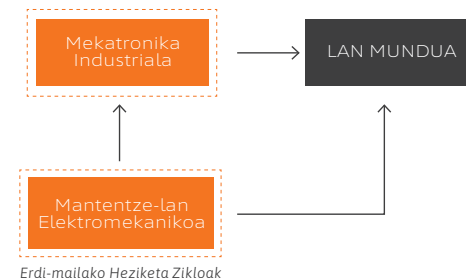 Mekatronika
Industriala
LAN MUNDUA
Mantentze-lan
Elektromekanikoa
Erdi-mailako Heziketa Zikloak